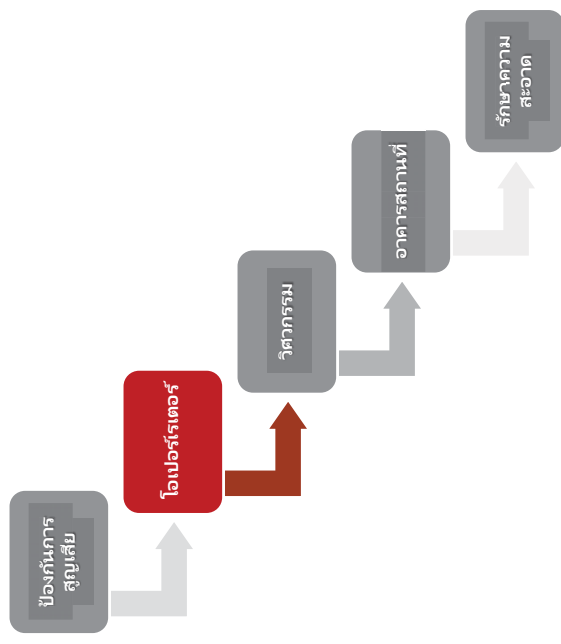 ป้องกันการ
สูญเสีย
โอเปอร์เรเตอร์
วิศวกรรม
อาคารสถานที่
รักษาความ
สะอาด